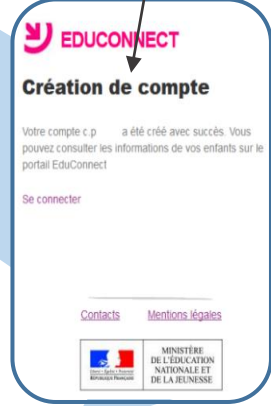 EDUCONNECT
Création de compte
Votre compte c.p a été créé avec succès. Vous
pouvez consulter les informations de vos enfants sur le
portail EduConnect
Se connecter
Contacts Mentions légales
MINISTÈRE
DE L'ÉDUCATION
NATIONALE ET
DE LA JEUNESSE